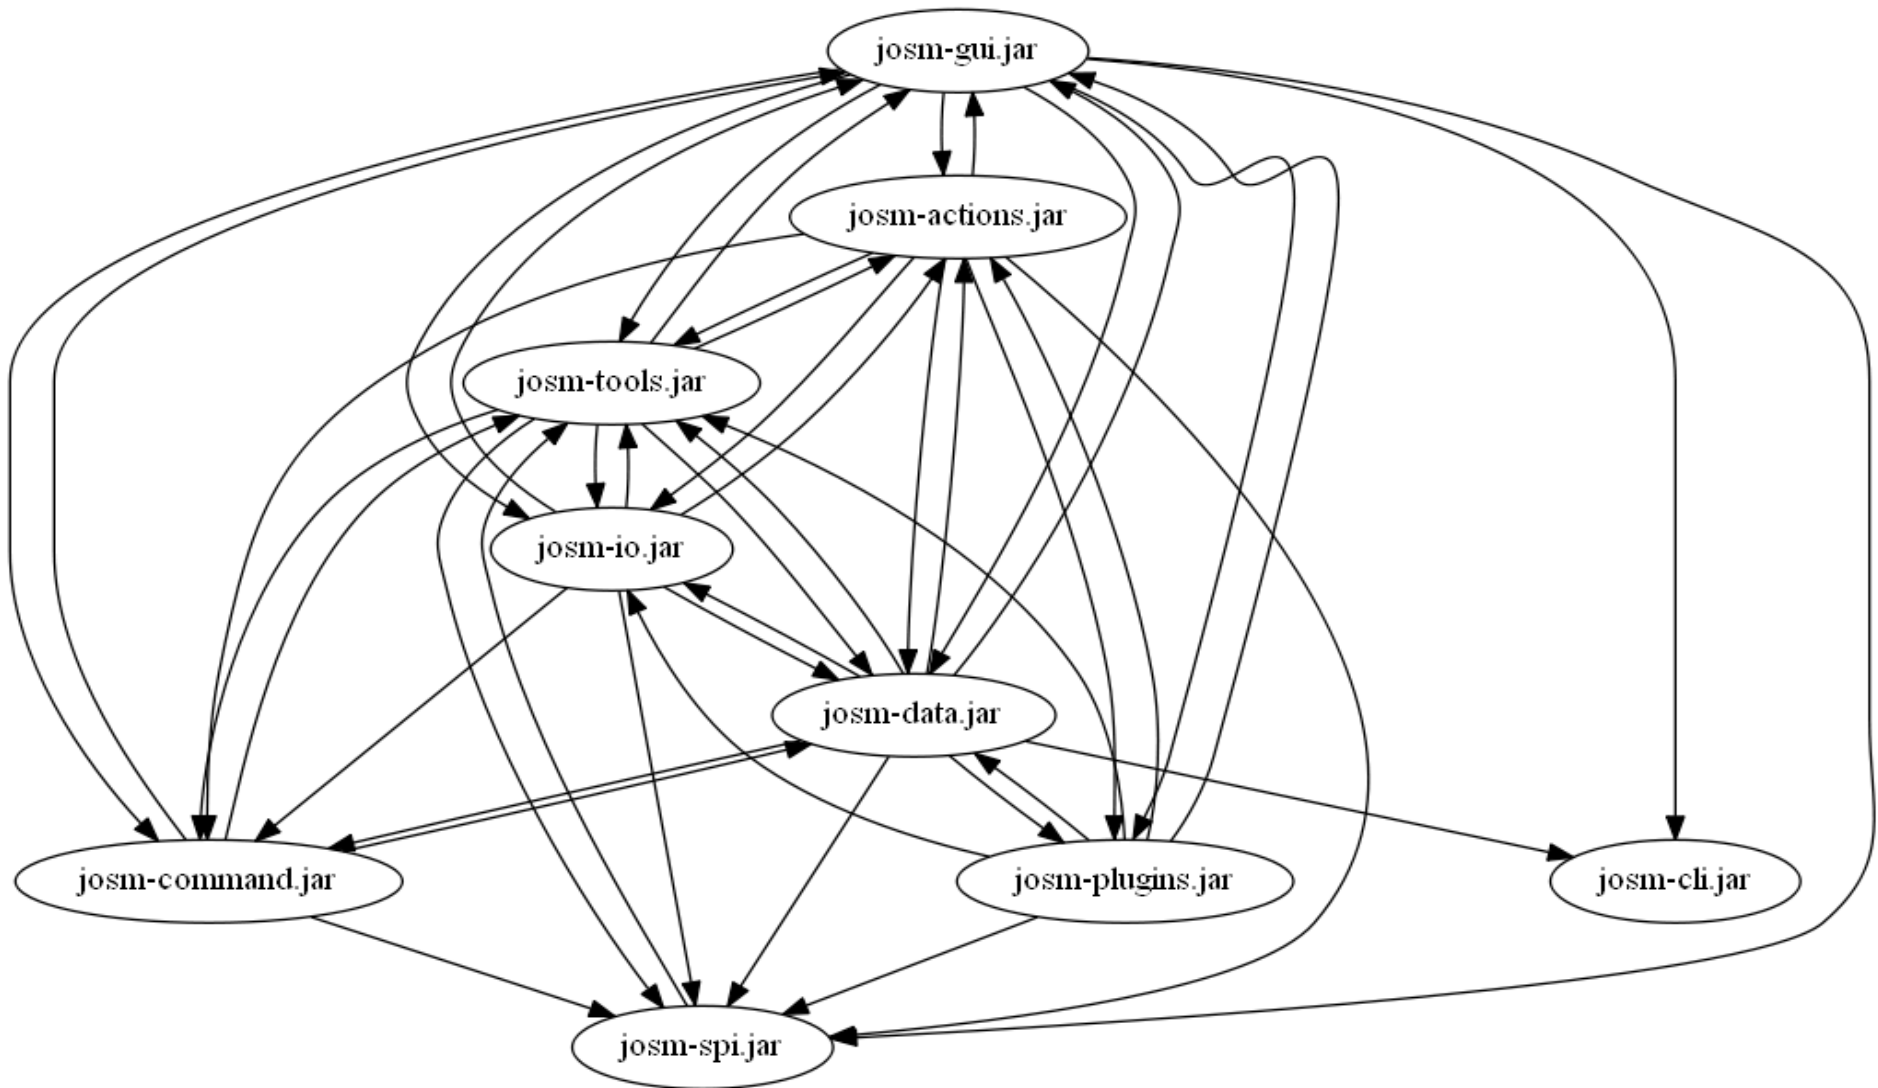 josm-gui.jar
josm-actions.jar
josm-tools.jar
josm-io.jar
josm-data.jar
josm-command.jar
josm-plugins.jar
josm-cli.jar
josm-spi.jar